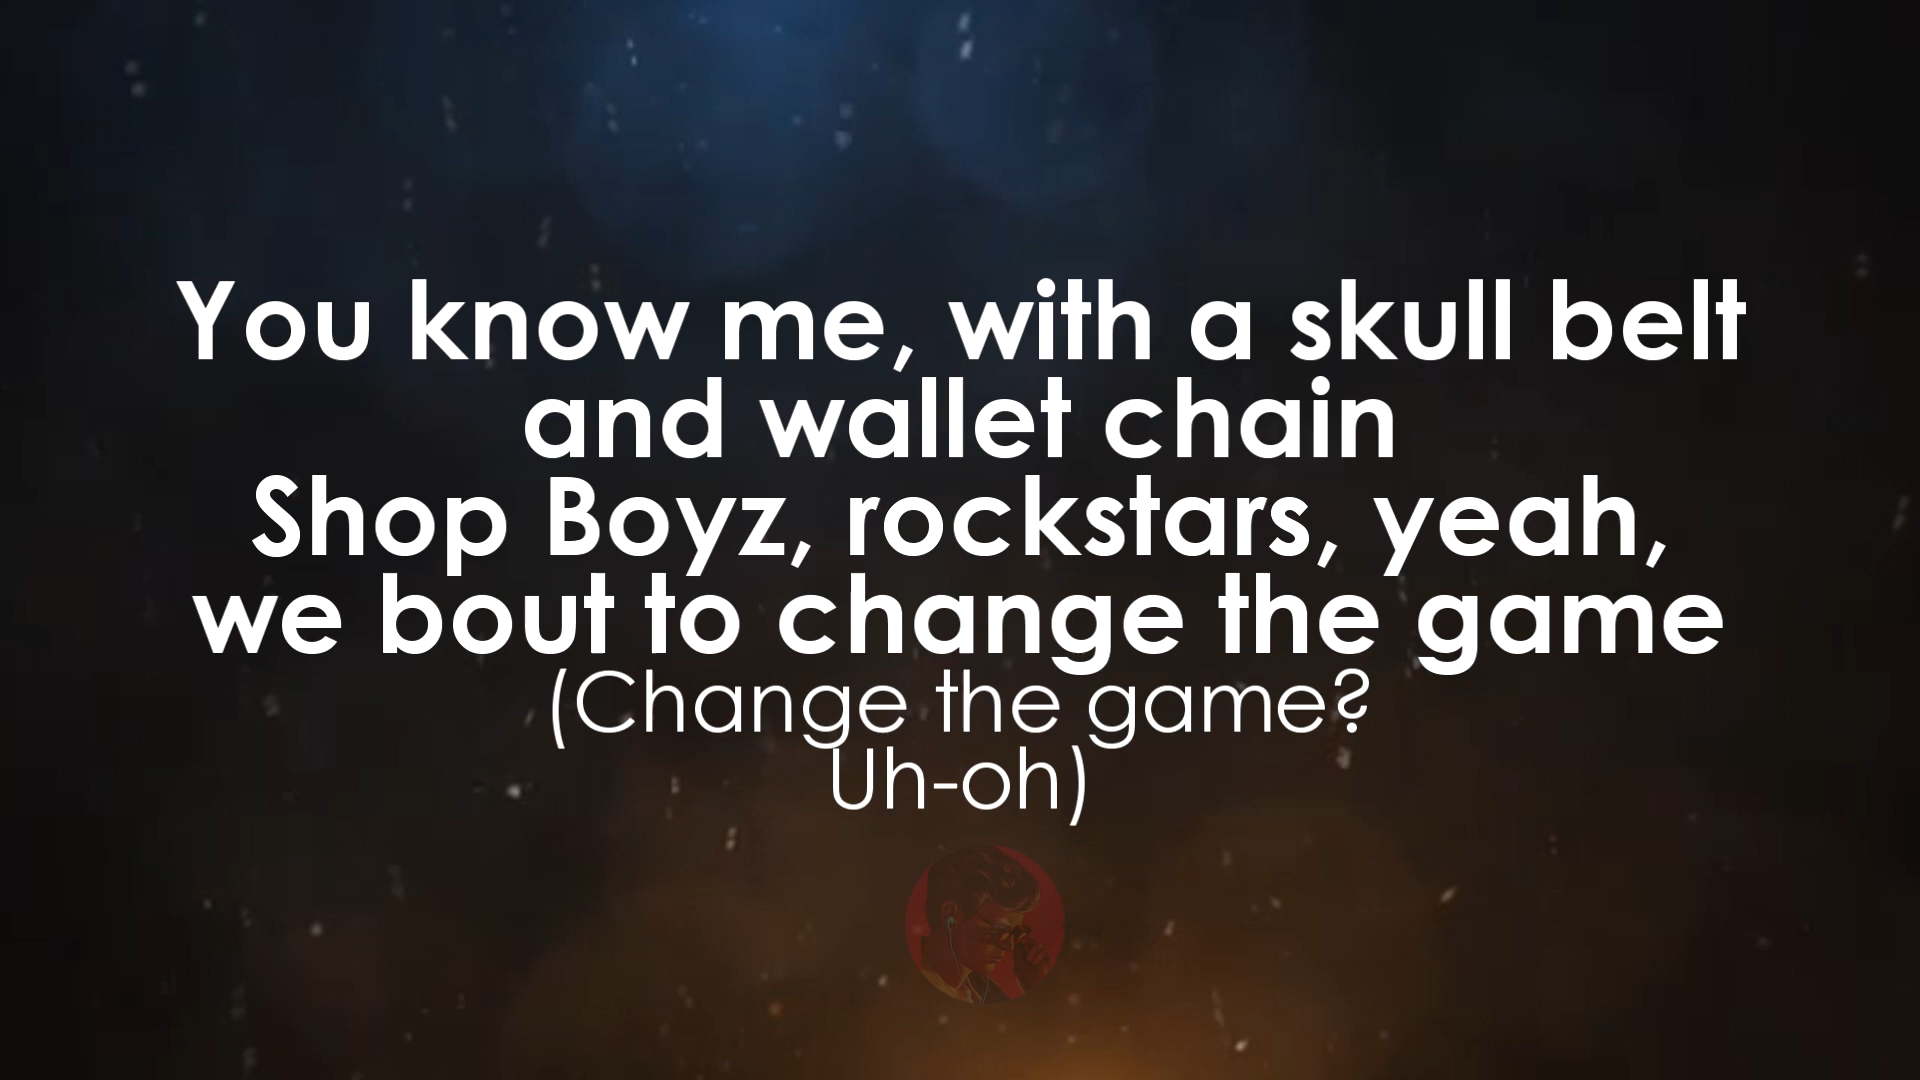 You know me, with a skull belt
and wallet chain
Shop Boyz, rockstars, yeah,
we bout to change the game
(Change the game?
Uh-oh)